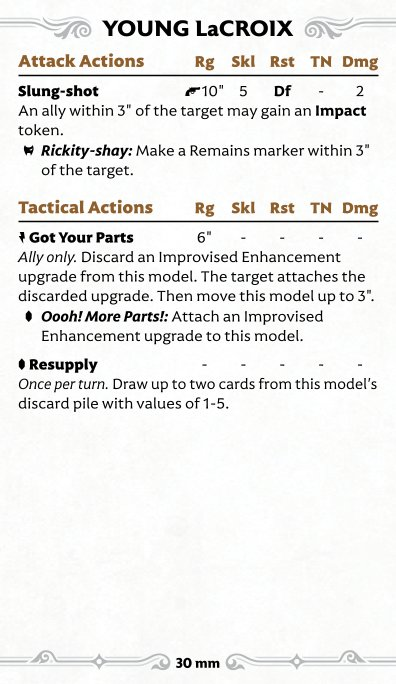 YOUNG LaCROIX
Attack Actions Rg Skl Rst TN Dmg
Slung-shot 10" 5 Df - 2
An ally within 3" of the target may gain an Impact
token.
Rickity-shay: Make a Remains marker within 3"
of the target.
Tactical Actions Rg Skl Rst TN Dmg
Got Your Parts 6" - - - -
Ally only. Discard an Improvised Enhancement
upgrade from this model. The target attaches the
discarded upgrade. Then move this model up to 3".
Oooh! More Parts!: Attach an Improvised
Enhancement upgrade to this model.
Resupply - - - - -
Once per turn. Draw up to two cards from this model's
discard pile with values of 1-5.
30 mm